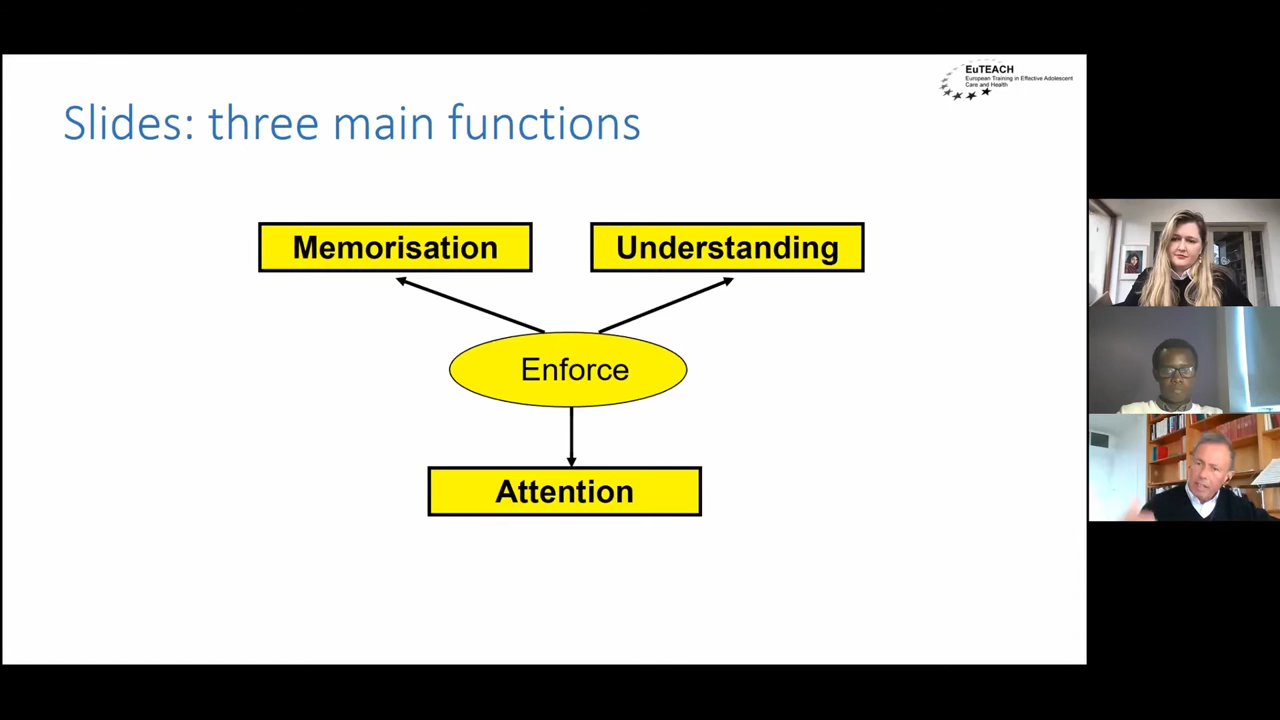 EuTEACH
European Training in Effective Adolescent
Care and Health
Slides: three main functions
Memorisation
Understanding
Enforce
Attention